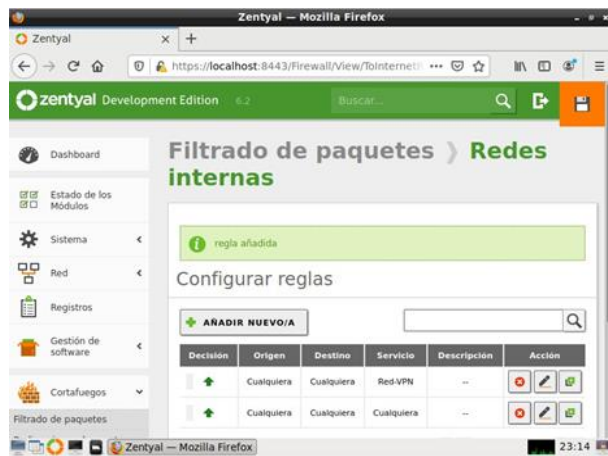 Zentyal — Mozilla Firefox
Zentyal
https://localhost:8443/Firewall/View/ToInternet
zentyal Development Edition 6.2
Buscar...
Dashboard
Estado de los
Módulos
Sistema
Red
Registros
Gestión de
software
Cortafuegos
Filtrado de paquetes
Filtrado de paquetes ❭ Redes
internas
regla añadida
Configurar reglas
AÑADIR NUEVO/A
Decisión Origen Destino Servicio Descripción Acción
Cualquiera Cualquiera Red-VPN --
Cualquiera Cualquiera Cualquiera --
Zentyal — Mozilla Firefox
23:14